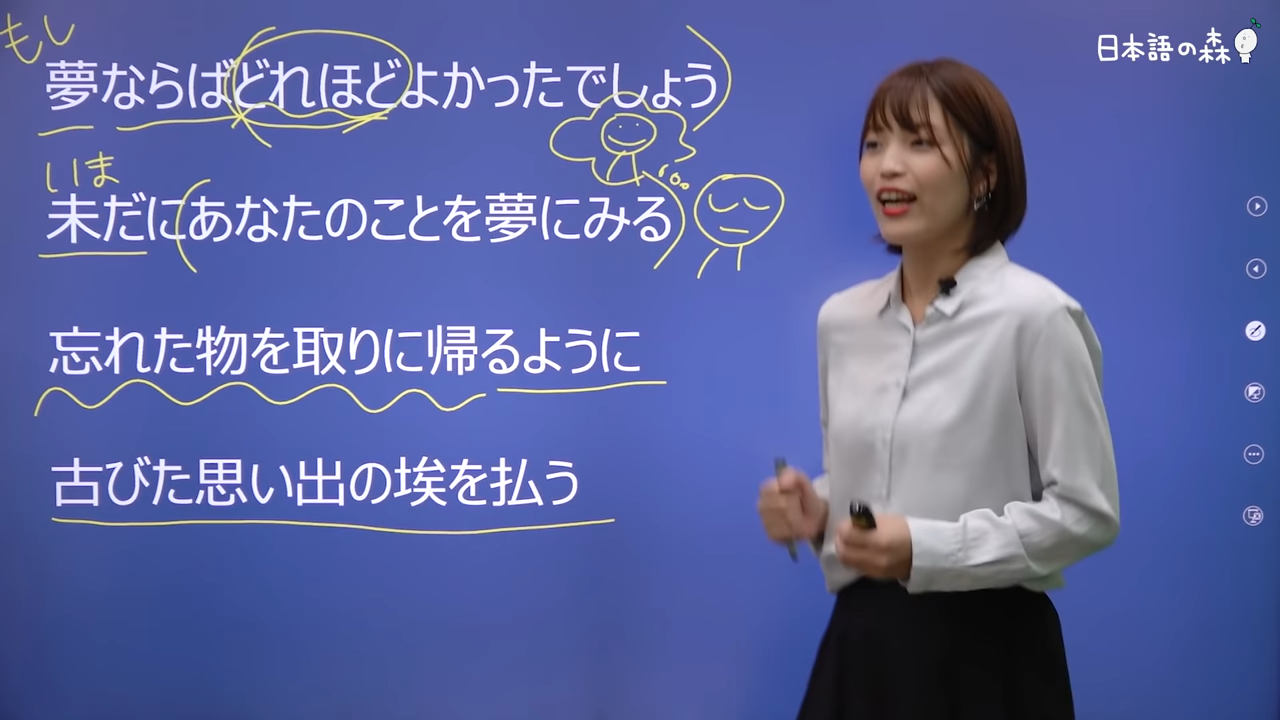 日本語の森
もし
夢ならばどれほどよかったでしょう
いま
未だにあなたのことを夢にみる
忘れた物を取りに帰るように
古びた思い出の埃を払う